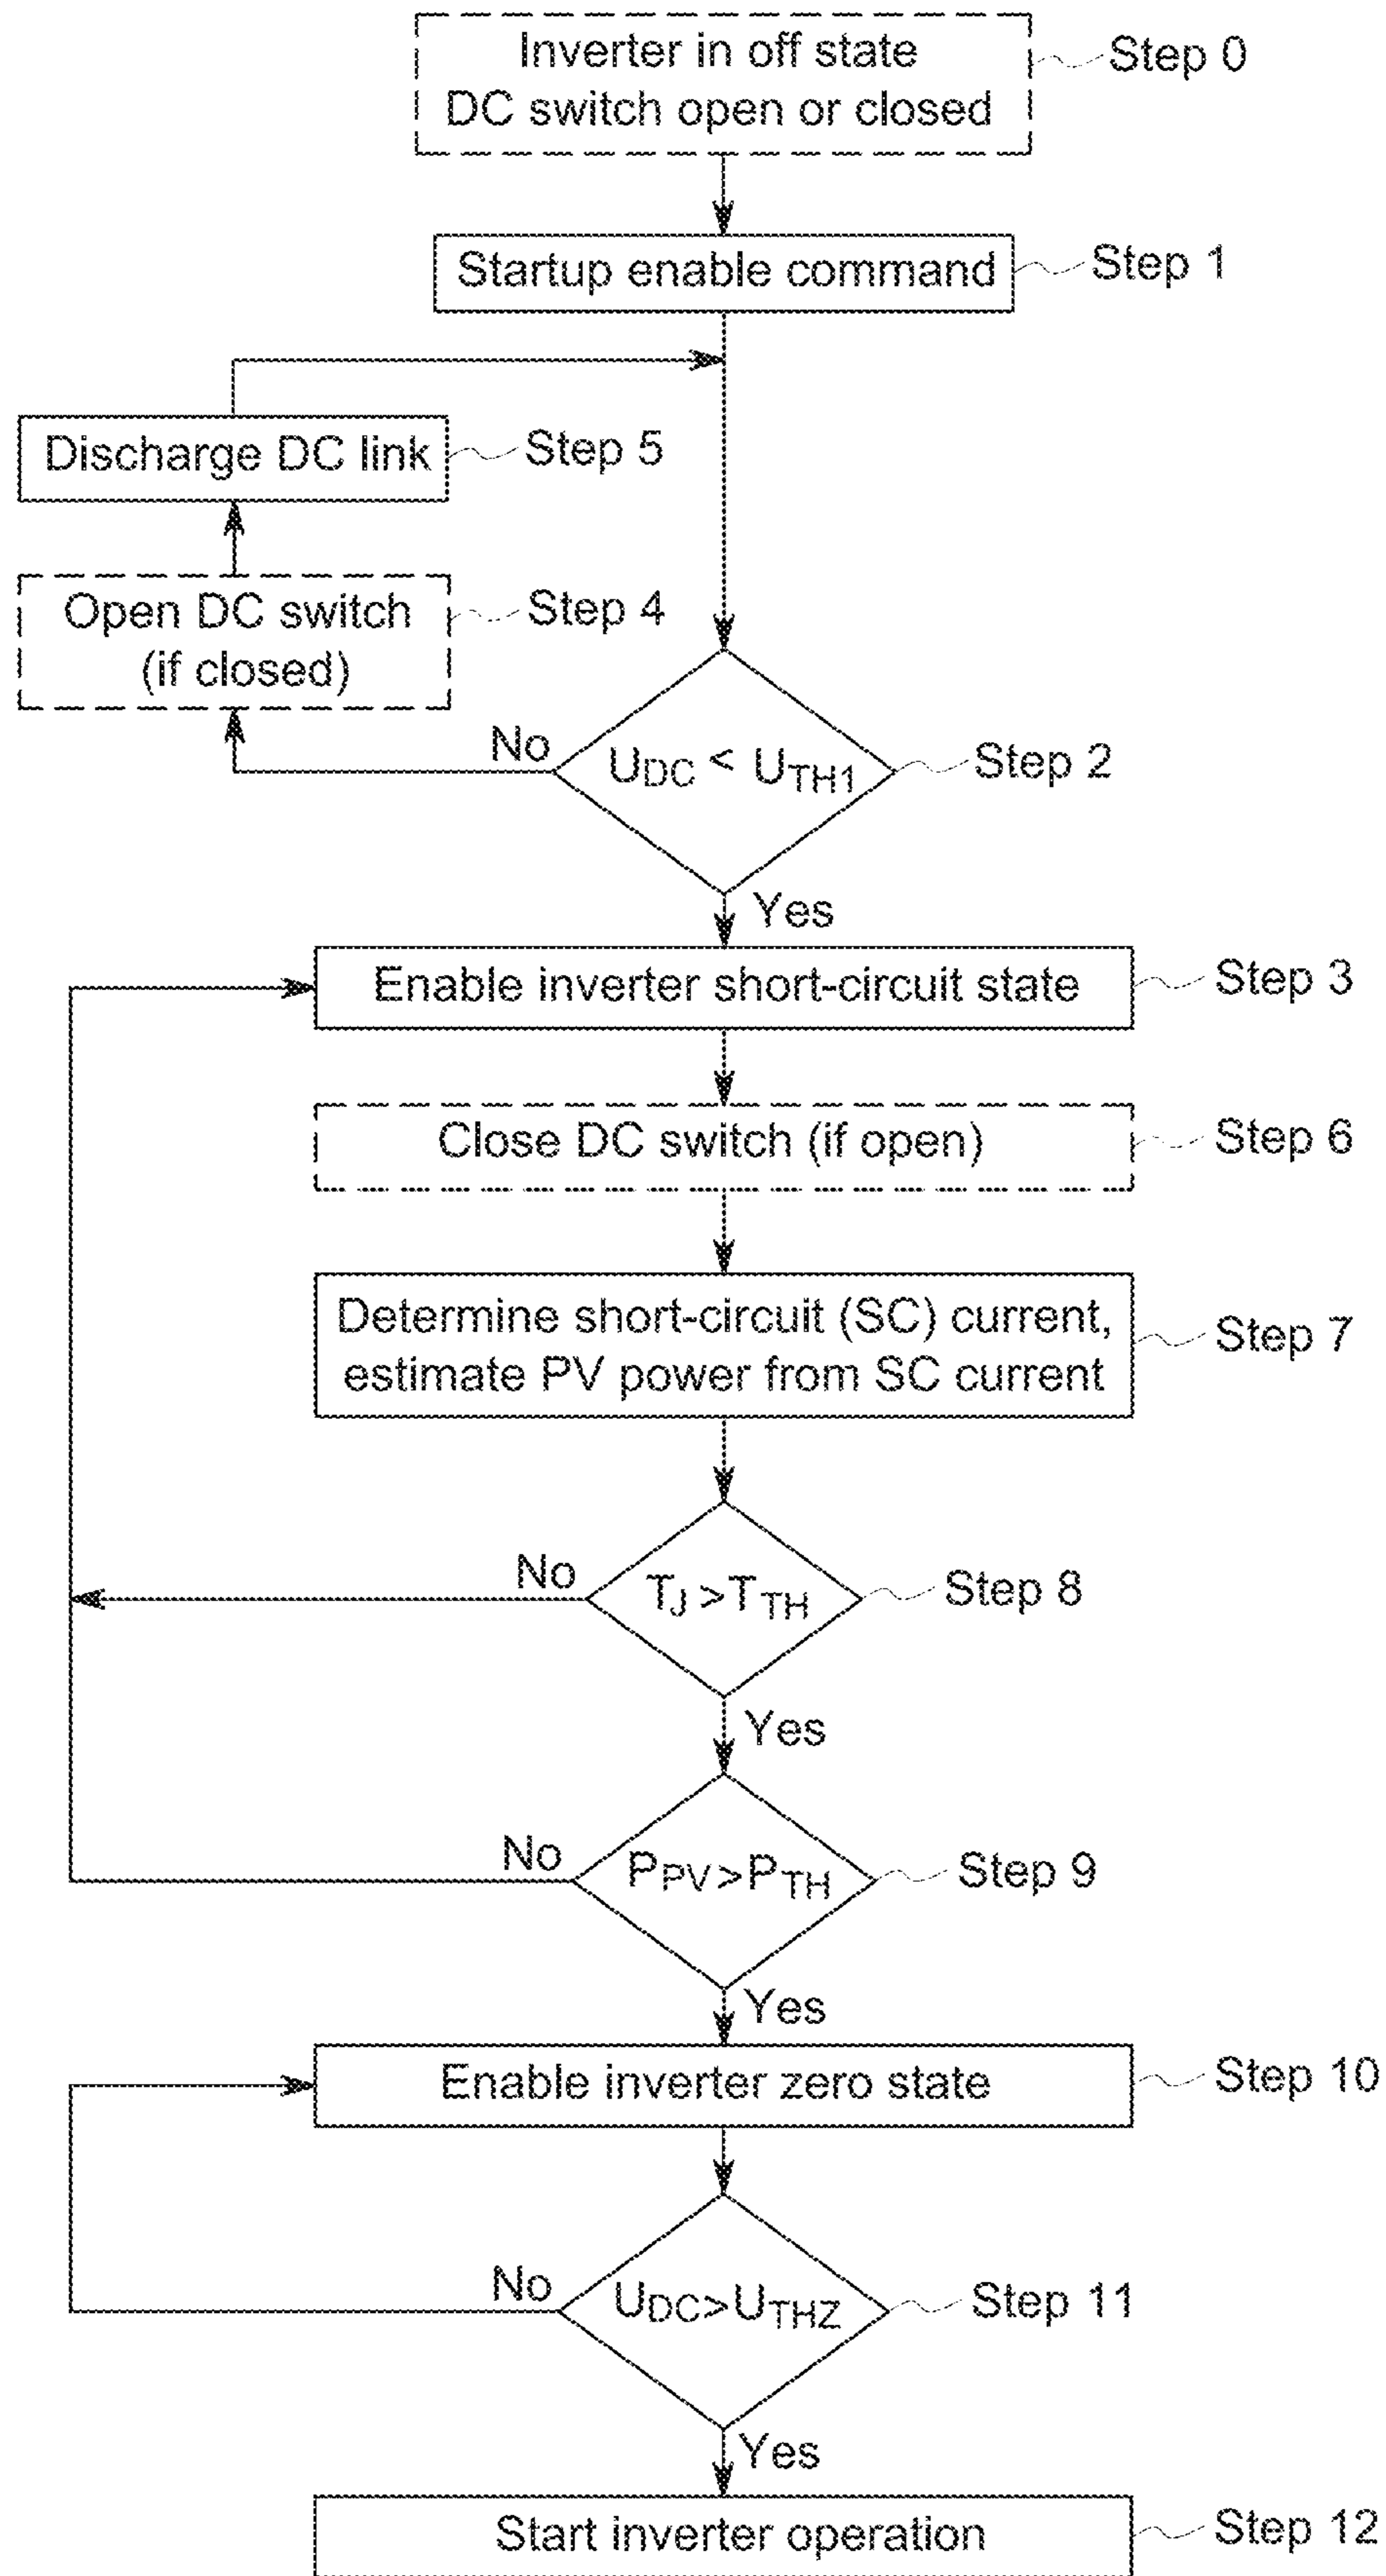 Inverter in off state
DC switch open or closed
Step 0
Startup enable command
Step 1
Discharge DC link
Step 5
Open DC switch
(if closed)
Step 4
No
UDC < UTH1
Step 2
Yes
Enable inverter short-circuit state
Step 3
Close DC switch (if open)
Step 6
Determine short-circuit (SC) current,
estimate PV power from SC current
Step 7
No
TJ >TTH
Step 8
Yes
No
PPV>PTH
Step 9
Yes
Enable inverter zero state
Step 10
No
UDC>UTHZ
Step 11
Yes
Start inverter operation
Step 12